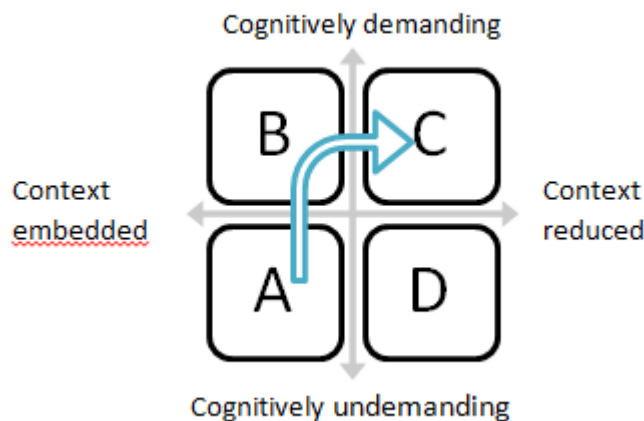 Cognitively demanding
B
C
Context
embedded
Context
reduced
A
D
Cognitively undemanding